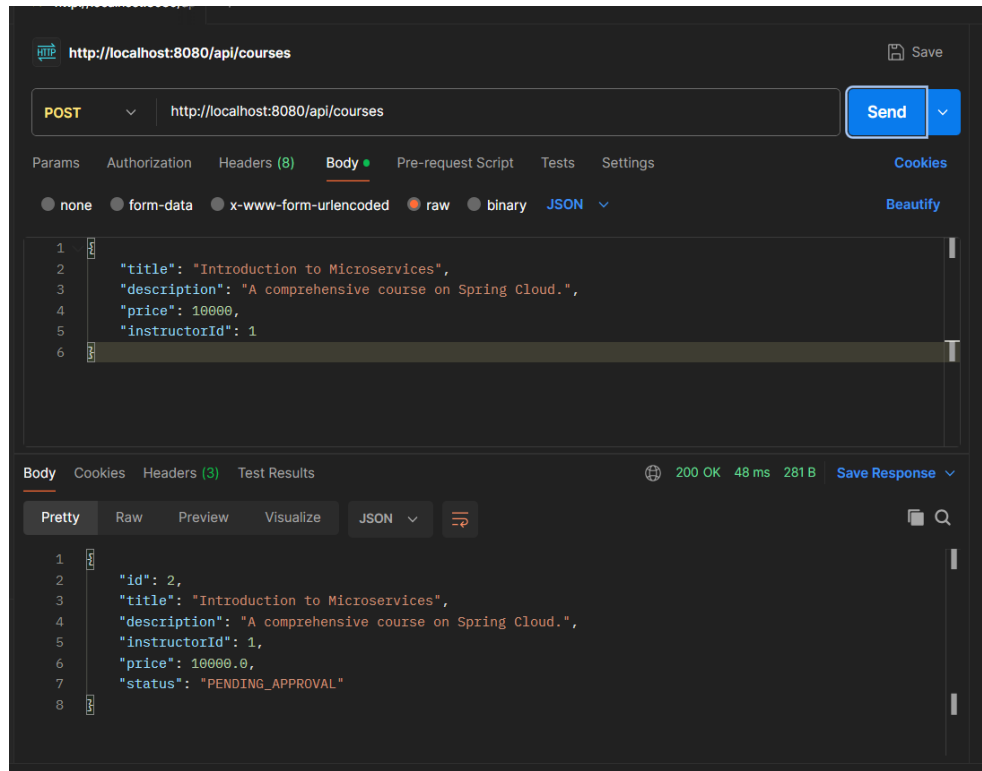 HTTP http://localhost:8080/api/courses Save
POST http://localhost:8080/api/courses Send
Params Authorization Headers (8) Body Pre-request Script Tests Settings Cookies
none form-data x-www-form-urlencoded raw binary JSON Beautify
1 {
2 "title": "Introduction to Microservices",
3 "description": "A comprehensive course on Spring Cloud.",
4 "price": 10000,
5 "instructorId": 1
6 }
Body Cookies Headers (3) Test Results 200 OK 48 ms 281 B Save Response
Pretty Raw Preview Visualize JSON
1 {
2 "id": 2,
3 "title": "Introduction to Microservices",
4 "description": "A comprehensive course on Spring Cloud.",
5 "instructorId": 1,
6 "price": 10000.0,
7 "status": "PENDING_APPROVAL"
8 }